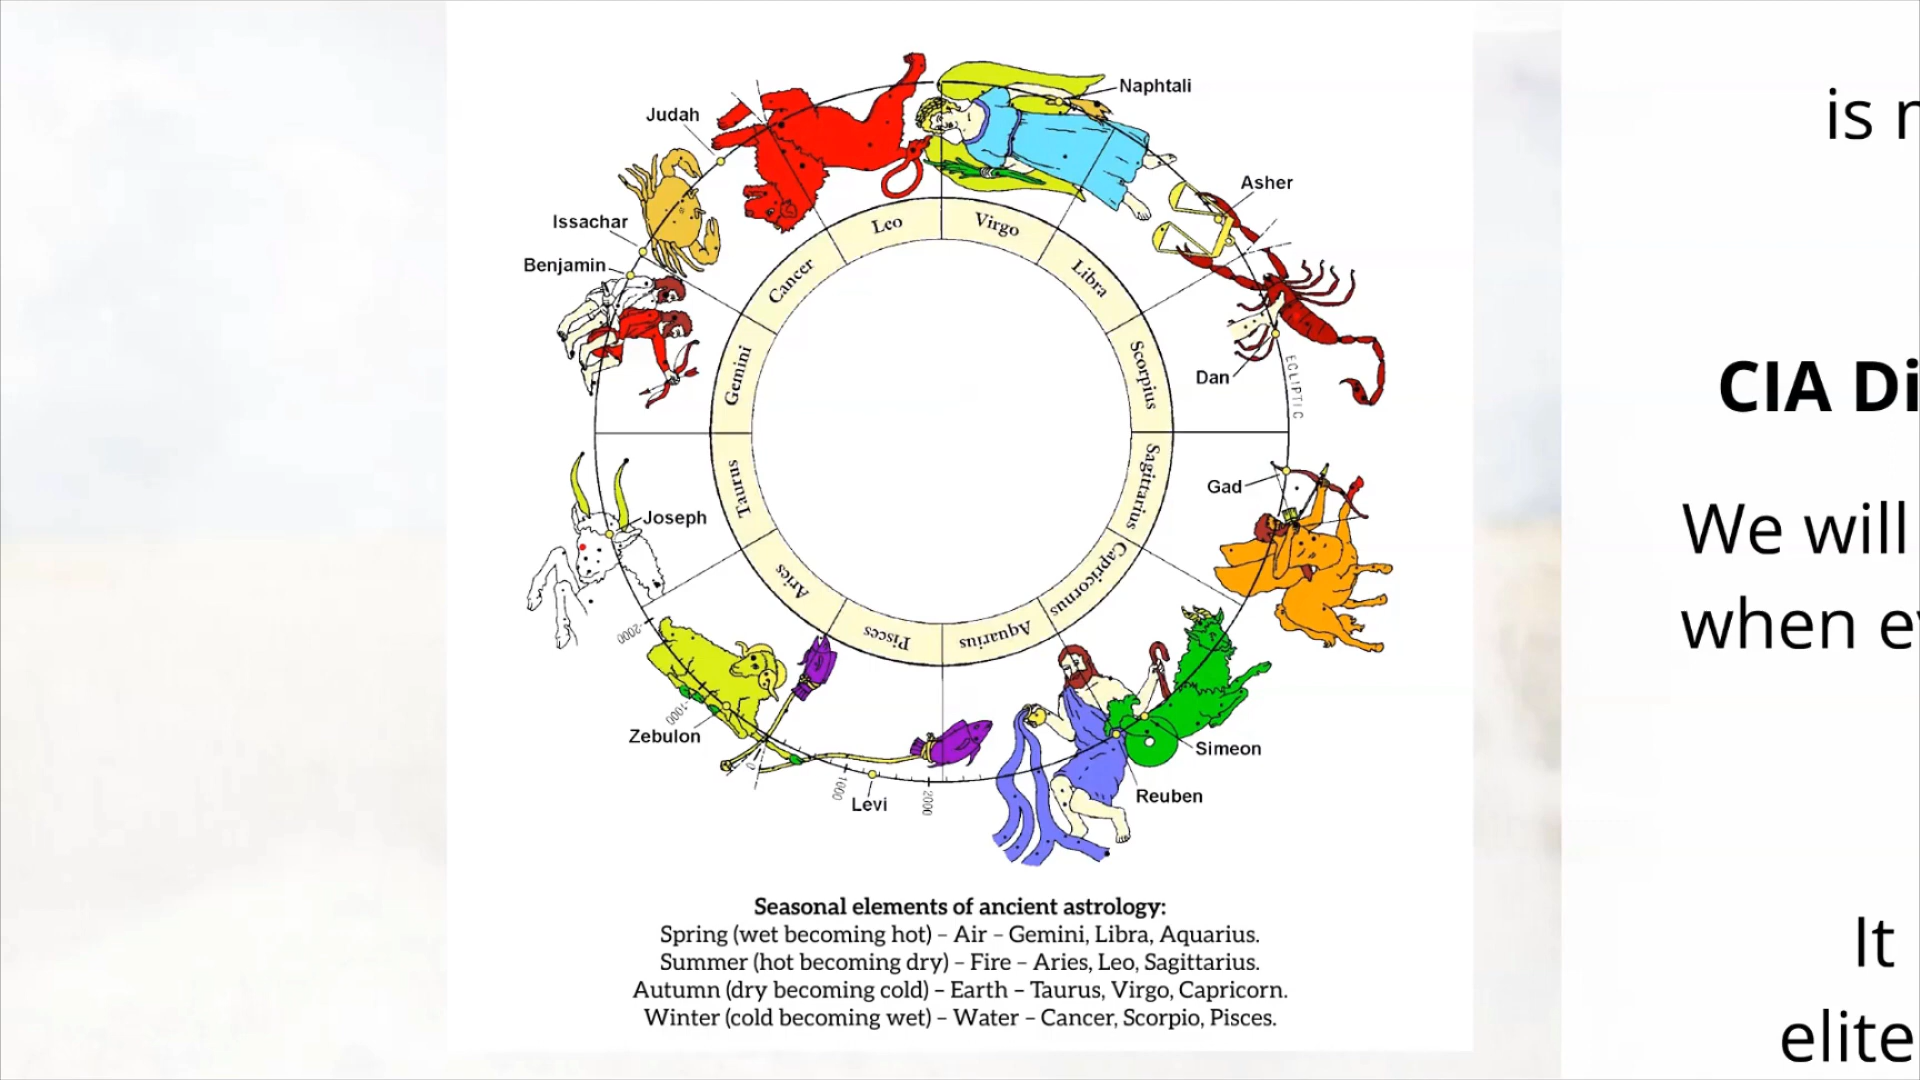 Naphtali
Judah
Asher
Issachar
Benjamin
Leo
Virgo
Cancer
Libra
Gemini
Scorpius
Dan
ECLIPTIC
Taurus
Sagittarius
Gad
Joseph
Aries
Capricornus
Pisces
Aquarius
-2000
-1000
0
1000
2000
Zebulon
Levi
Simeon
Reuben
Seasonal elements of ancient astrology:
Spring (wet becoming hot) – Air – Gemini, Libra, Aquarius.
Summer (hot becoming dry) – Fire – Aries, Leo, Sagittarius.
Autumn (dry becoming cold) – Earth – Taurus, Virgo, Capricorn.
Winter (cold becoming wet) – Water – Cancer, Scorpio, Pisces.
is
CIA Di
We will
when e
It
elite